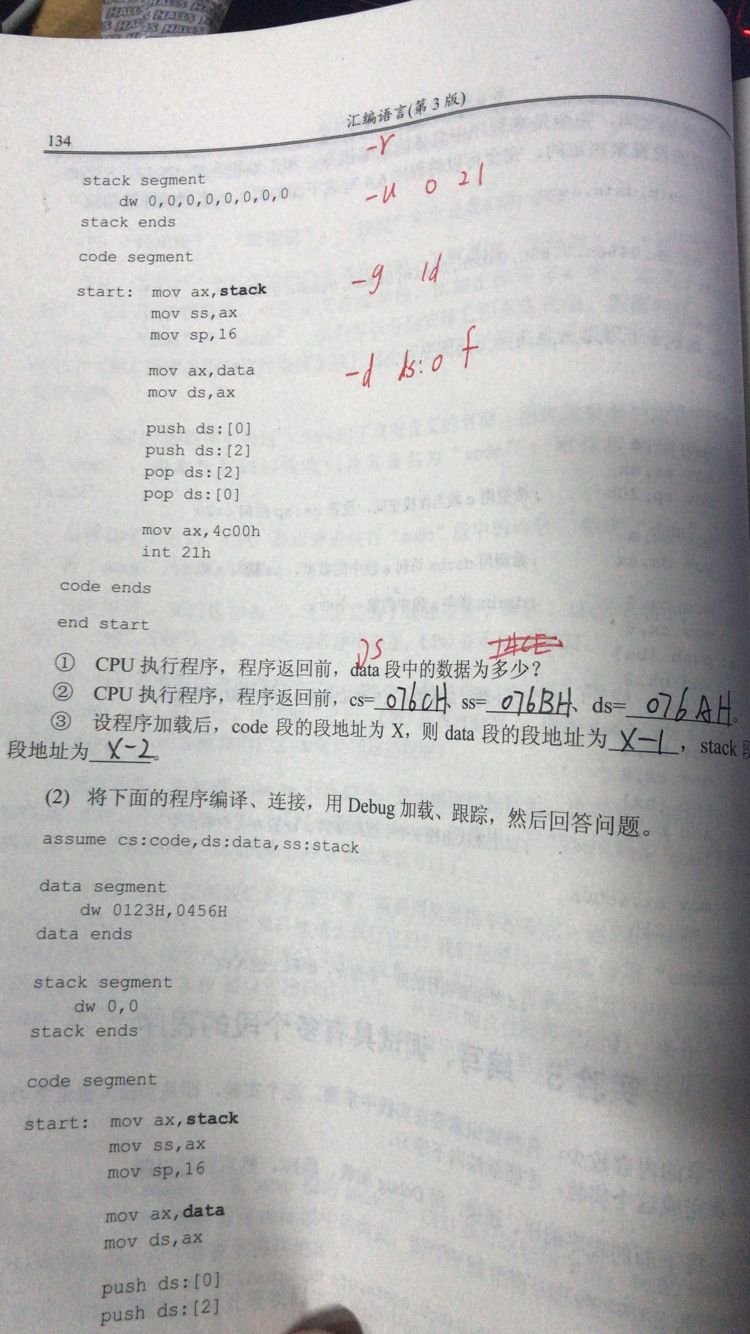 134
汇编语言(第 3 版)
-r
stack segment
dw 0,0,0,0,0,0,0,0
-u 0 21
stack ends
code segment
start: mov ax,stack
-g 1d
mov ss,ax
mov sp,16
mov ax,data
-d ds:0 f
mov ds,ax
push ds:[0]
push ds:[2]
pop ds:[2]
pop ds:[0]
mov ax,4c00h
int 21h
code ends
end start
DS
① CPU 执行程序，程序返回前，data 段中的数据为多少？
② CPU 执行程序，程序返回前，cs=076CH、ss=076BH、ds=076AH。
③ 设程序加载后，code 段的段地址为 X，则 data 段的段地址为X-1，stack 段
段地址为X-2。
(2) 将下面的程序编译、连接，用 Debug 加载、跟踪，然后回答问题。
assume cs:code,ds:data,ss:stack
data segment
dw 0123H,0456H
data ends
stack segment
dw 0,0
stack ends
code segment
start: mov ax,stack
mov ss,ax
mov sp,16
mov ax,data
mov ds,ax
push ds:[0]
push ds:[2]